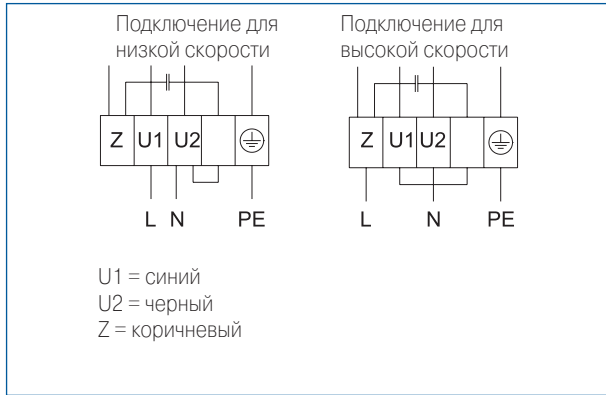 Подключение для
низкой скорости
Подключение для
высокой скорости
Z U1 U2
Z U1 U2
L N PE
L N PE
U1 = синий
U2 = черный
Z = коричневый